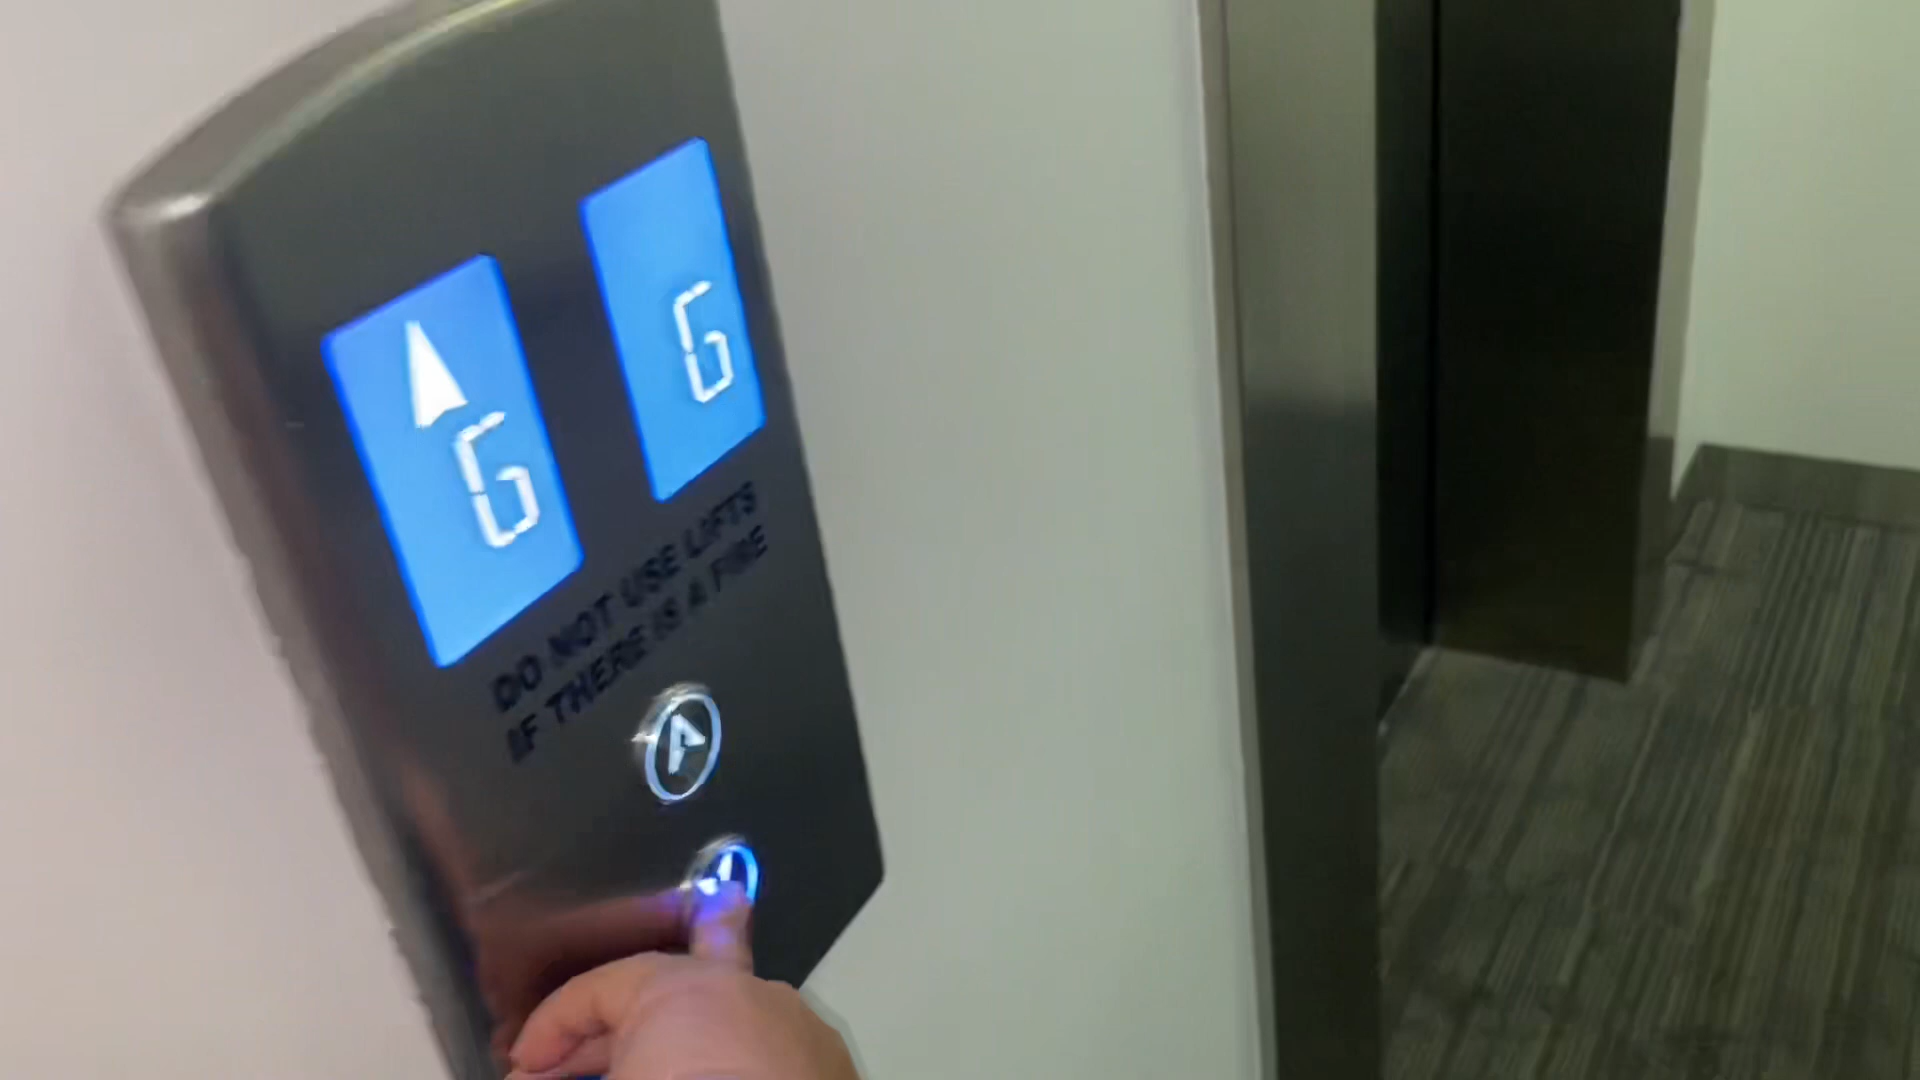 G
G
DO NOT USE LIFTS
IF THERE IS A FIRE